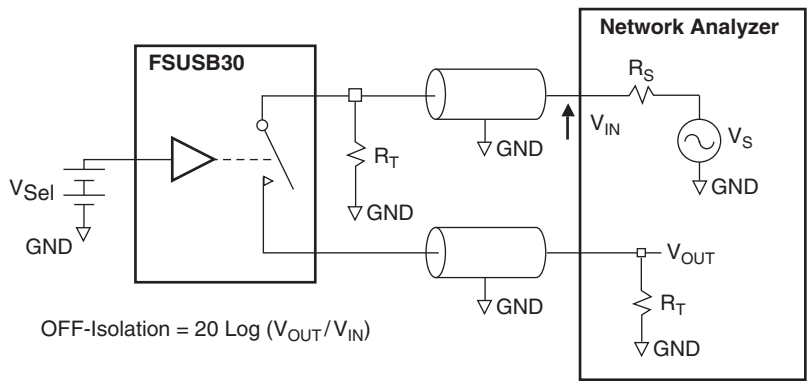 Network Analyzer
FSUSB30
R_S
V_IN
V_S
GND
R_T
GND
GND
V_Sel
GND
V_OUT
GND
R_T
GND
OFF-Isolation = 20 Log (V_OUT/V_IN)